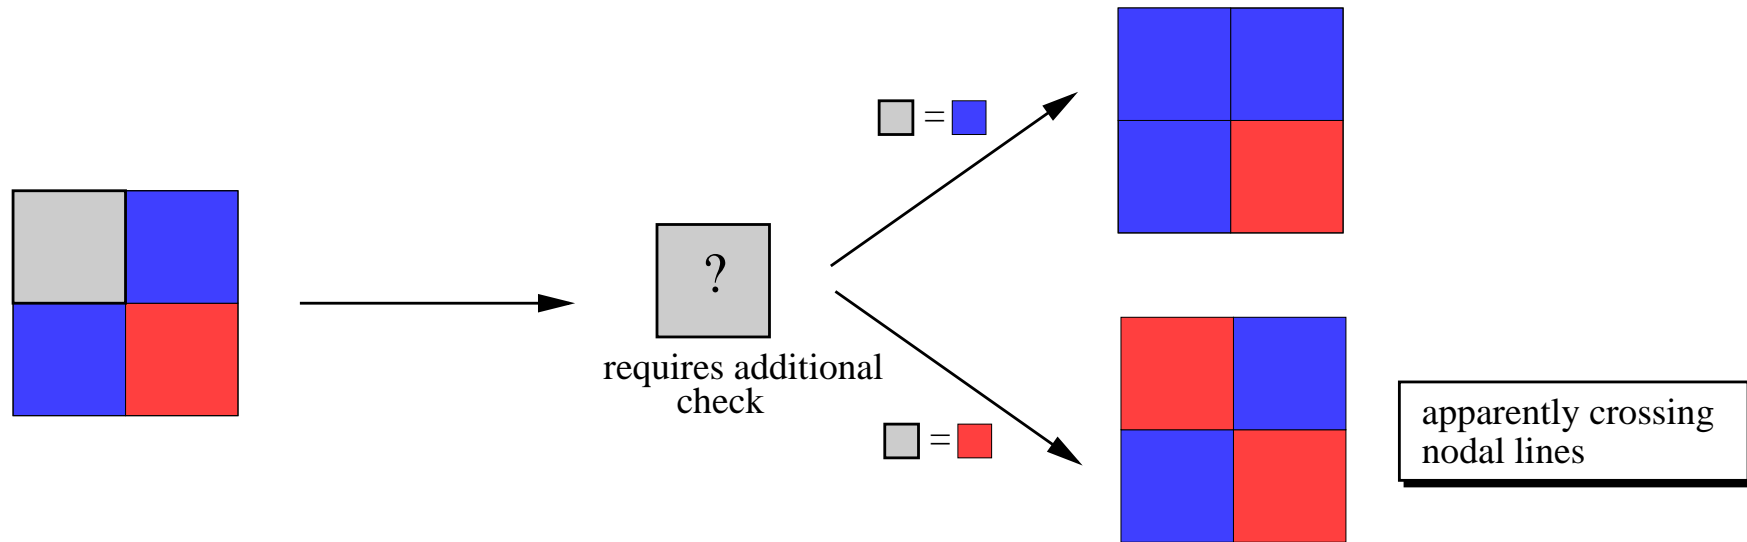 =
?
requires additional
check
=
apparently crossing
nodal lines